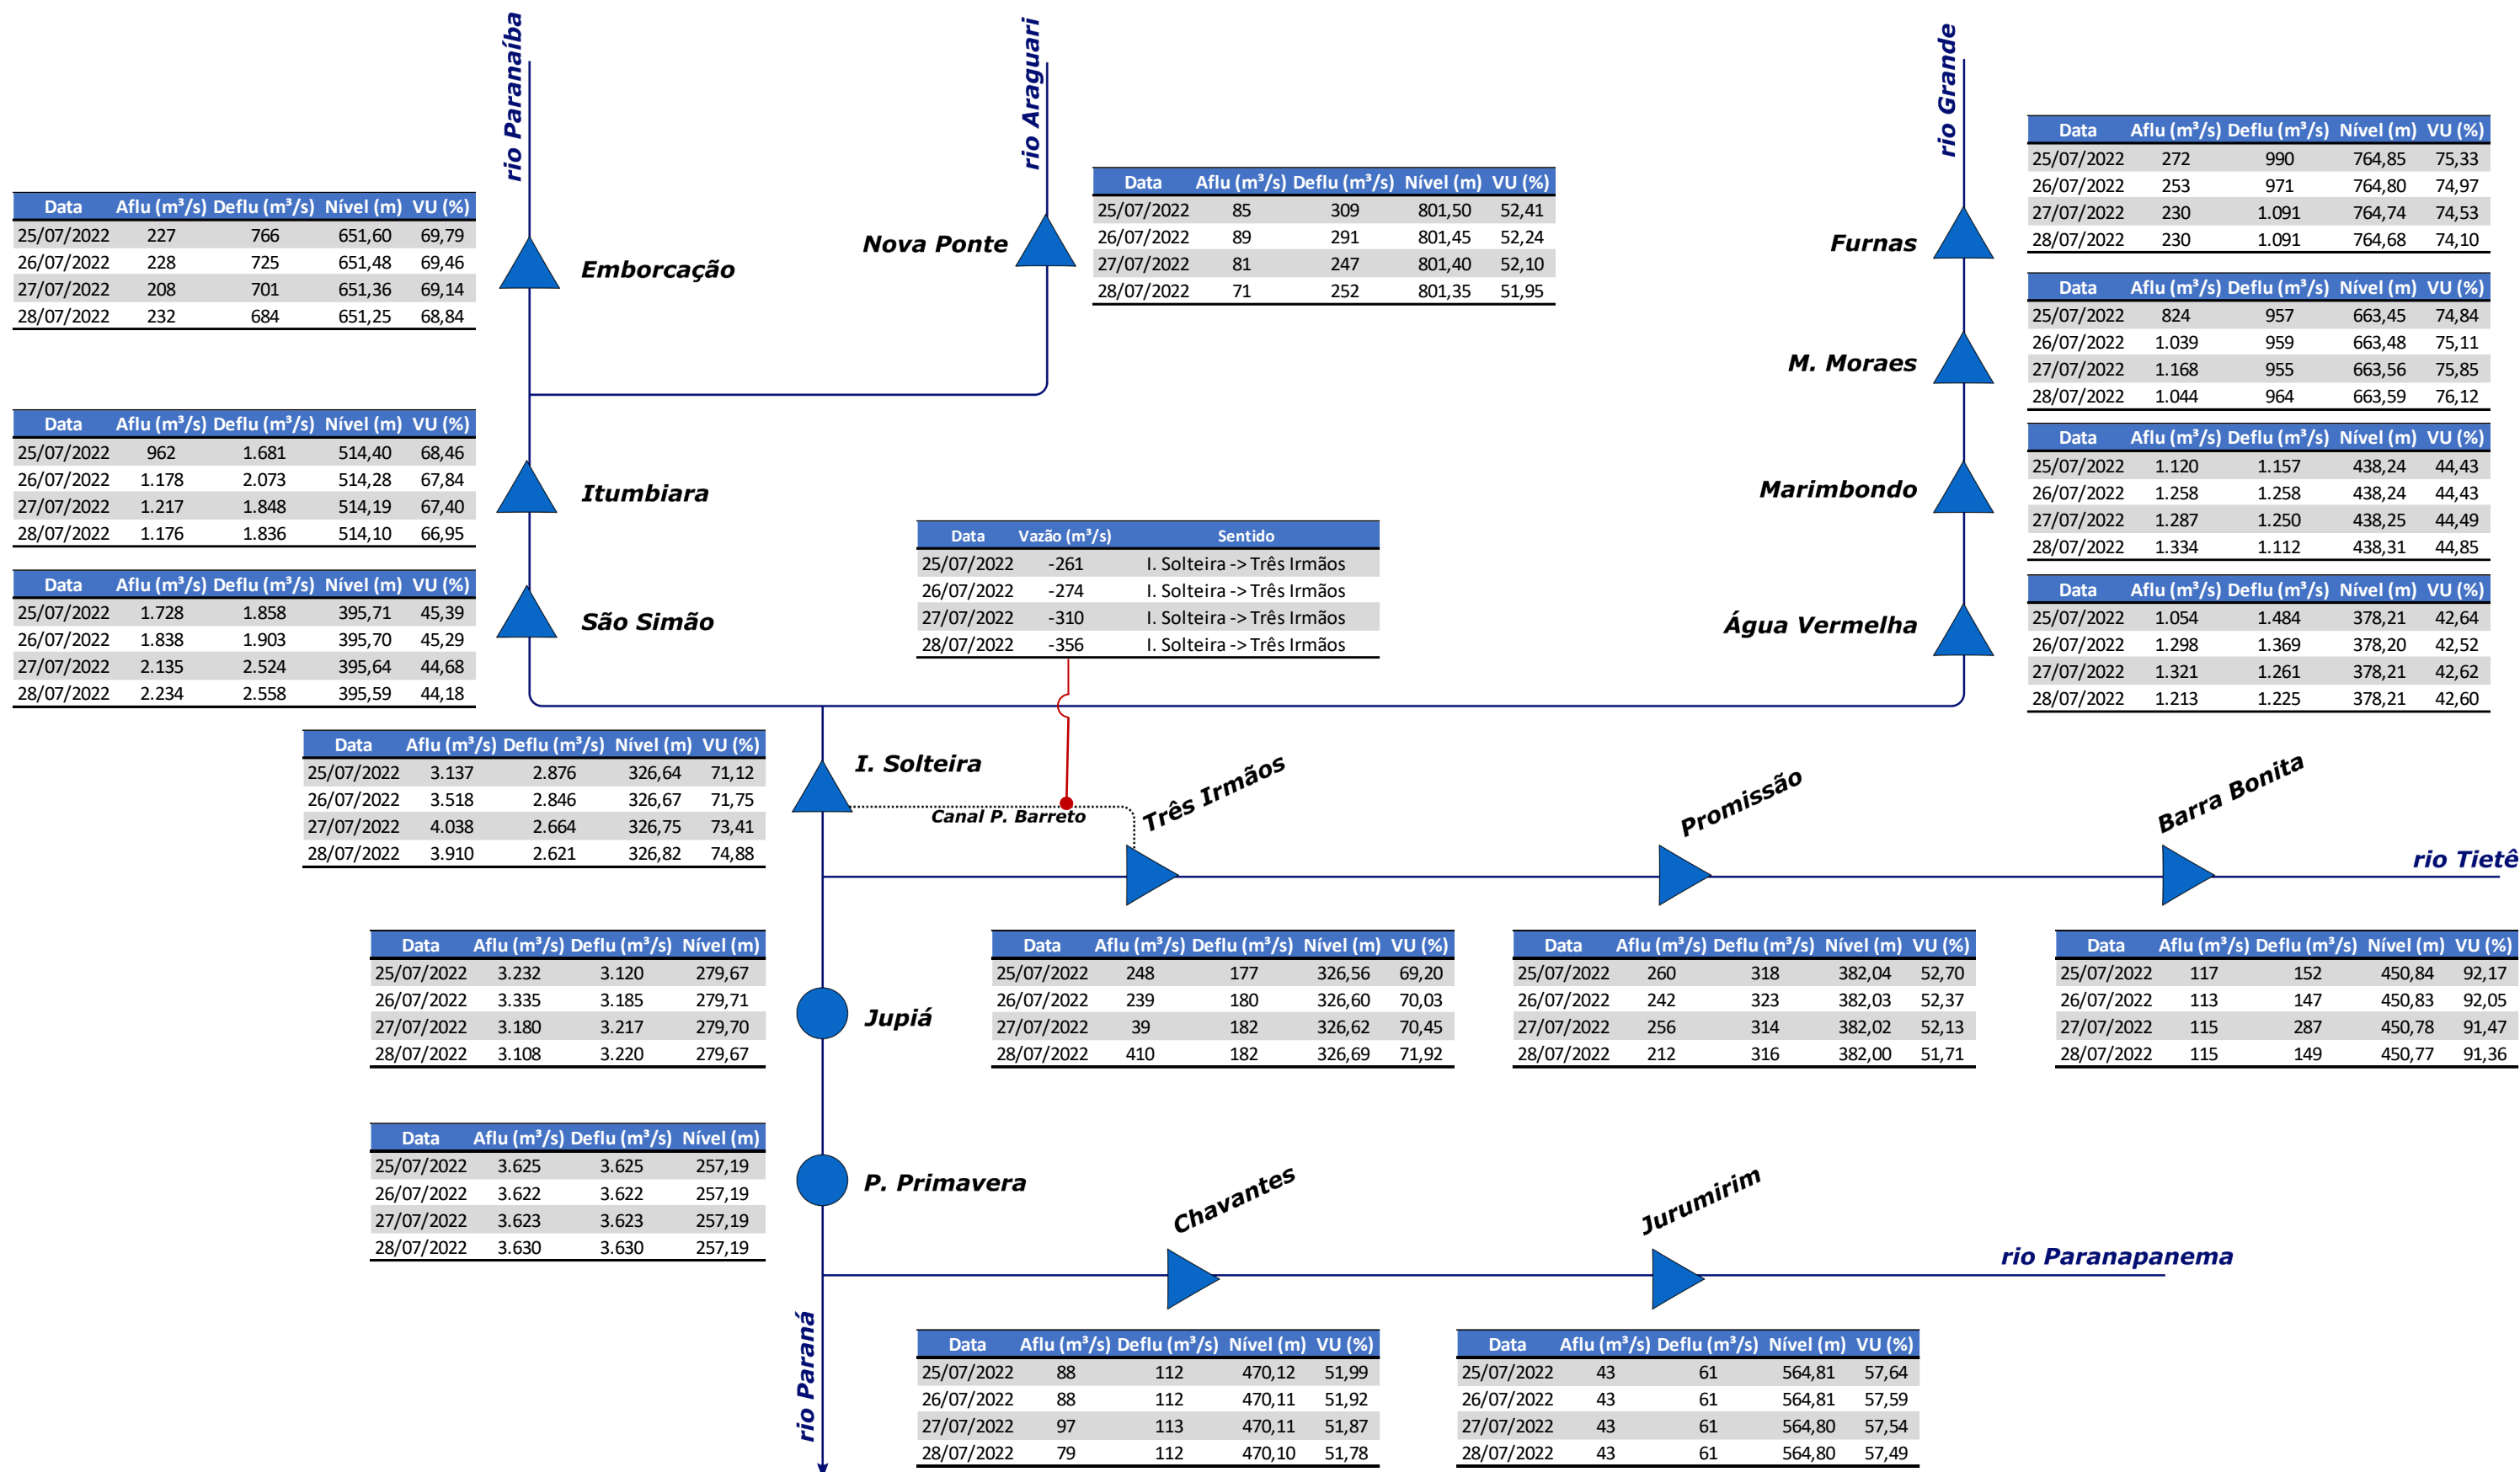 rio Paranaíba
rio Araguari
rio Grande
Data Aflu (m³/s) Deflu (m³/s) Nível (m) VU (%)
25/07/2022 227 766 651,60 69,79
26/07/2022 228 725 651,48 69,46
27/07/2022 208 701 651,36 69,14
28/07/2022 232 684 651,25 68,84
Emborcação
Nova Ponte
Data Aflu (m³/s) Deflu (m³/s) Nível (m) VU (%)
25/07/2022 85 309 801,50 52,41
26/07/2022 89 291 801,45 52,24
27/07/2022 81 247 801,40 52,10
28/07/2022 71 252 801,35 51,95
Furnas
Data Aflu (m³/s) Deflu (m³/s) Nível (m) VU (%)
25/07/2022 272 990 764,85 75,33
26/07/2022 253 971 764,80 74,97
27/07/2022 230 1.091 764,74 74,53
28/07/2022 230 1.091 764,68 74,10
M. Moraes
Data Aflu (m³/s) Deflu (m³/s) Nível (m) VU (%)
25/07/2022 824 957 663,45 74,84
26/07/2022 1.039 959 663,48 75,11
27/07/2022 1.168 955 663,56 75,85
28/07/2022 1.044 964 663,59 76,12
Data Aflu (m³/s) Deflu (m³/s) Nível (m) VU (%)
25/07/2022 962 1.681 514,40 68,46
26/07/2022 1.178 2.073 514,28 67,84
27/07/2022 1.217 1.848 514,19 67,40
28/07/2022 1.176 1.836 514,10 66,95
Itumbiara
Marimbondo
Data Aflu (m³/s) Deflu (m³/s) Nível (m) VU (%)
25/07/2022 1.120 1.157 438,24 44,43
26/07/2022 1.258 1.258 438,24 44,43
27/07/2022 1.287 1.250 438,25 44,49
28/07/2022 1.334 1.112 438,31 44,85
Data Aflu (m³/s) Deflu (m³/s) Nível (m) VU (%)
25/07/2022 1.728 1.858 395,71 45,39
26/07/2022 1.838 1.903 395,70 45,29
27/07/2022 2.135 2.524 395,64 44,68
28/07/2022 2.234 2.558 395,59 44,18
São Simão
Data Vazão (m³/s) Sentido
25/07/2022 -261 I. Solteira -> Três Irmãos
26/07/2022 -274 I. Solteira -> Três Irmãos
27/07/2022 -310 I. Solteira -> Três Irmãos
28/07/2022 -356 I. Solteira -> Três Irmãos
Água Vermelha
Data Aflu (m³/s) Deflu (m³/s) Nível (m) VU (%)
25/07/2022 1.054 1.484 378,21 42,64
26/07/2022 1.298 1.369 378,20 42,52
27/07/2022 1.321 1.261 378,21 42,62
28/07/2022 1.213 1.225 378,21 42,60
Data Aflu (m³/s) Deflu (m³/s) Nível (m) VU (%)
25/07/2022 3.137 2.876 326,64 71,12
26/07/2022 3.518 2.846 326,67 71,75
27/07/2022 4.038 2.664 326,75 73,41
28/07/2022 3.910 2.621 326,82 74,88
I. Solteira
Canal P. Barreto
Três Irmãos
Promissão
Barra Bonita
rio Tietê
Data Aflu (m³/s) Deflu (m³/s) Nível (m)
25/07/2022 3.232 3.120 279,67
26/07/2022 3.335 3.185 279,71
27/07/2022 3.180 3.217 279,70
28/07/2022 3.108 3.220 279,67
Jupiá
Data Aflu (m³/s) Deflu (m³/s) Nível (m) VU (%)
25/07/2022 248 177 326,56 69,20
26/07/2022 239 180 326,60 70,03
27/07/2022 39 182 326,62 70,45
28/07/2022 410 182 326,69 71,92
Data Aflu (m³/s) Deflu (m³/s) Nível (m) VU (%)
25/07/2022 260 318 382,04 52,70
26/07/2022 242 323 382,03 52,37
27/07/2022 256 314 382,02 52,13
28/07/2022 212 316 382,00 51,71
Data Aflu (m³/s) Deflu (m³/s) Nível (m) VU (%)
25/07/2022 117 152 450,84 92,17
26/07/2022 113 147 450,83 92,05
27/07/2022 115 287 450,78 91,47
28/07/2022 115 149 450,77 91,36
Data Aflu (m³/s) Deflu (m³/s) Nível (m)
25/07/2022 3.625 3.625 257,19
26/07/2022 3.622 3.622 257,19
27/07/2022 3.623 3.623 257,19
28/07/2022 3.630 3.630 257,19
P. Primavera
Chavantes
Jurumirim
rio Paranapanema
rio Paraná
Data Aflu (m³/s) Deflu (m³/s) Nível (m) VU (%)
25/07/2022 88 112 470,12 51,99
26/07/2022 88 112 470,11 51,92
27/07/2022 97 113 470,11 51,87
28/07/2022 79 112 470,10 51,78
Data Aflu (m³/s) Deflu (m³/s) Nível (m) VU (%)
25/07/2022 43 61 564,81 57,64
26/07/2022 43 61 564,81 57,59
27/07/2022 43 61 564,80 57,54
28/07/2022 43 61 564,80 57,49